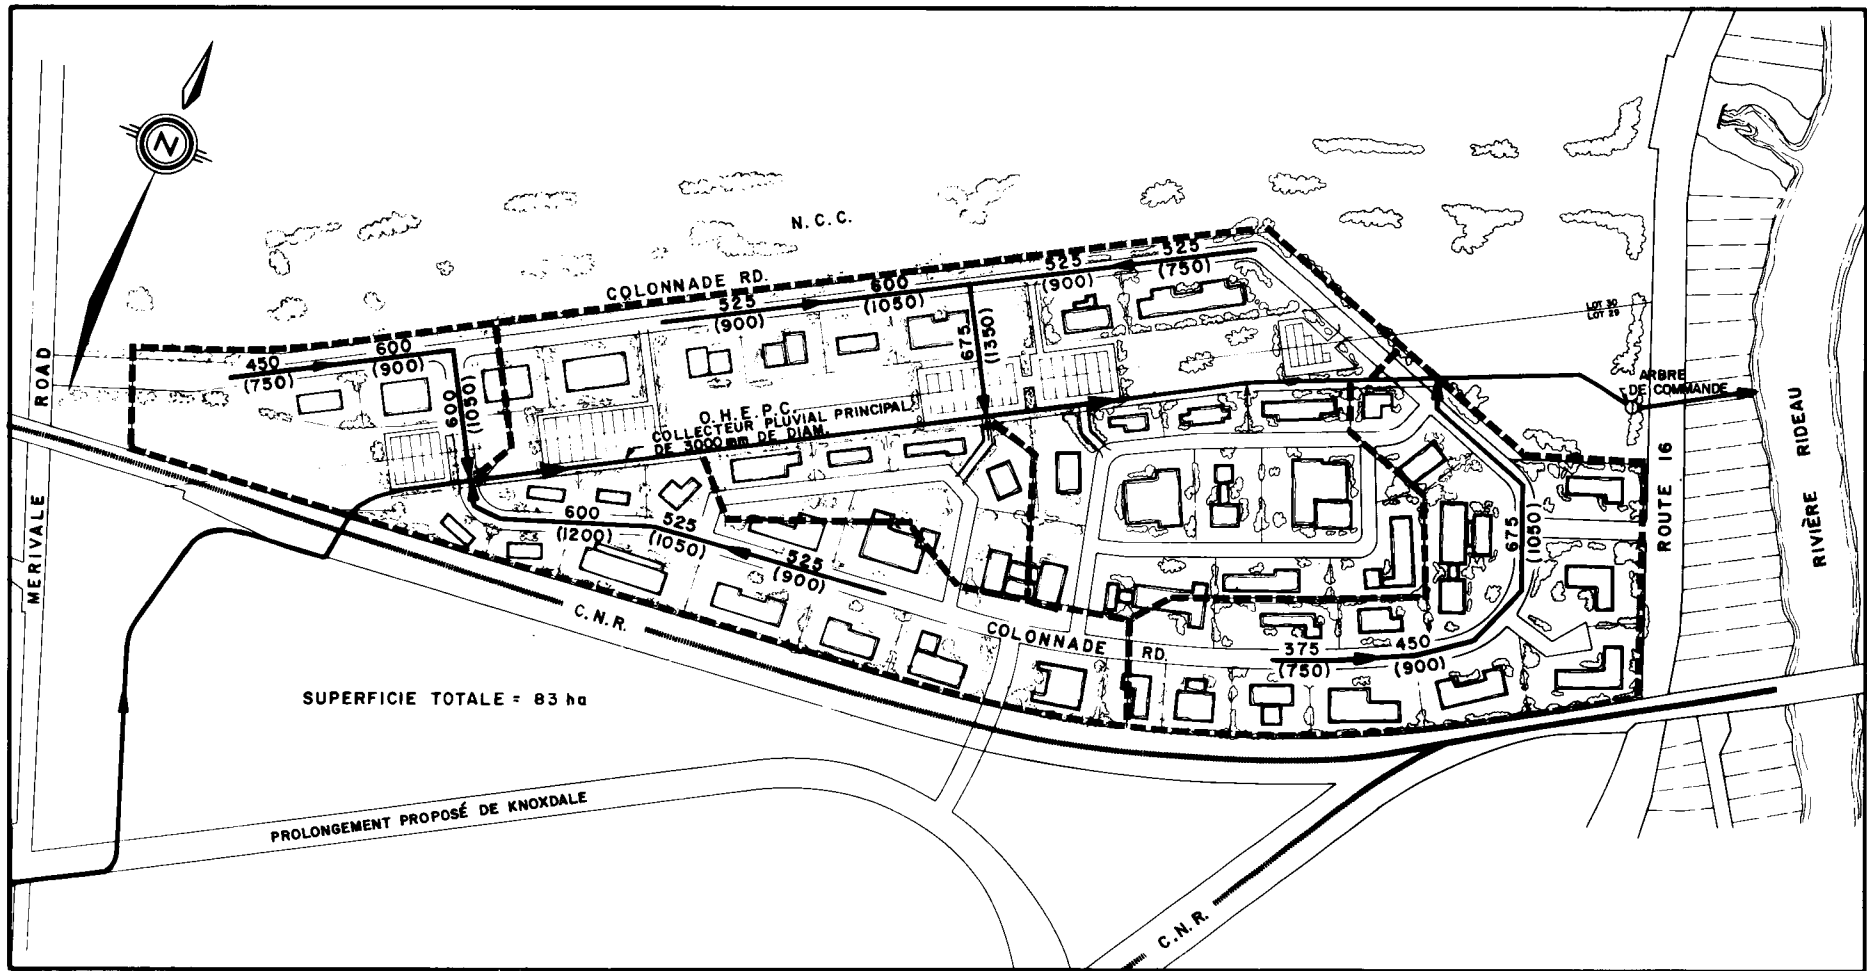 N
N.C.C.
COLONNADE RD.
525
(750)
525
(900)
600
(1050)
525
(900)
450
(750)
600
(900)
600
(1050)
675
(1350)
LOT 30
LOT 29
ARBRE
DE COMMANDE
O.H.E.P.C.
COLLECTEUR PLUVIAL PRINCIPAL
DE 3000 mm DE DIAM.
MERIVALE ROAD
600
(1200)
525
(1050)
525
(900)
675
(1050)
ROUTE 16
RIVIÈRE RIDEAU
C.N.R.
COLONNADE RD.
375
(750)
450
(900)
SUPERFICIE TOTALE = 83 ha
PROLONGEMENT PROPOSÉ DE KNOXDALE
C.N.R.